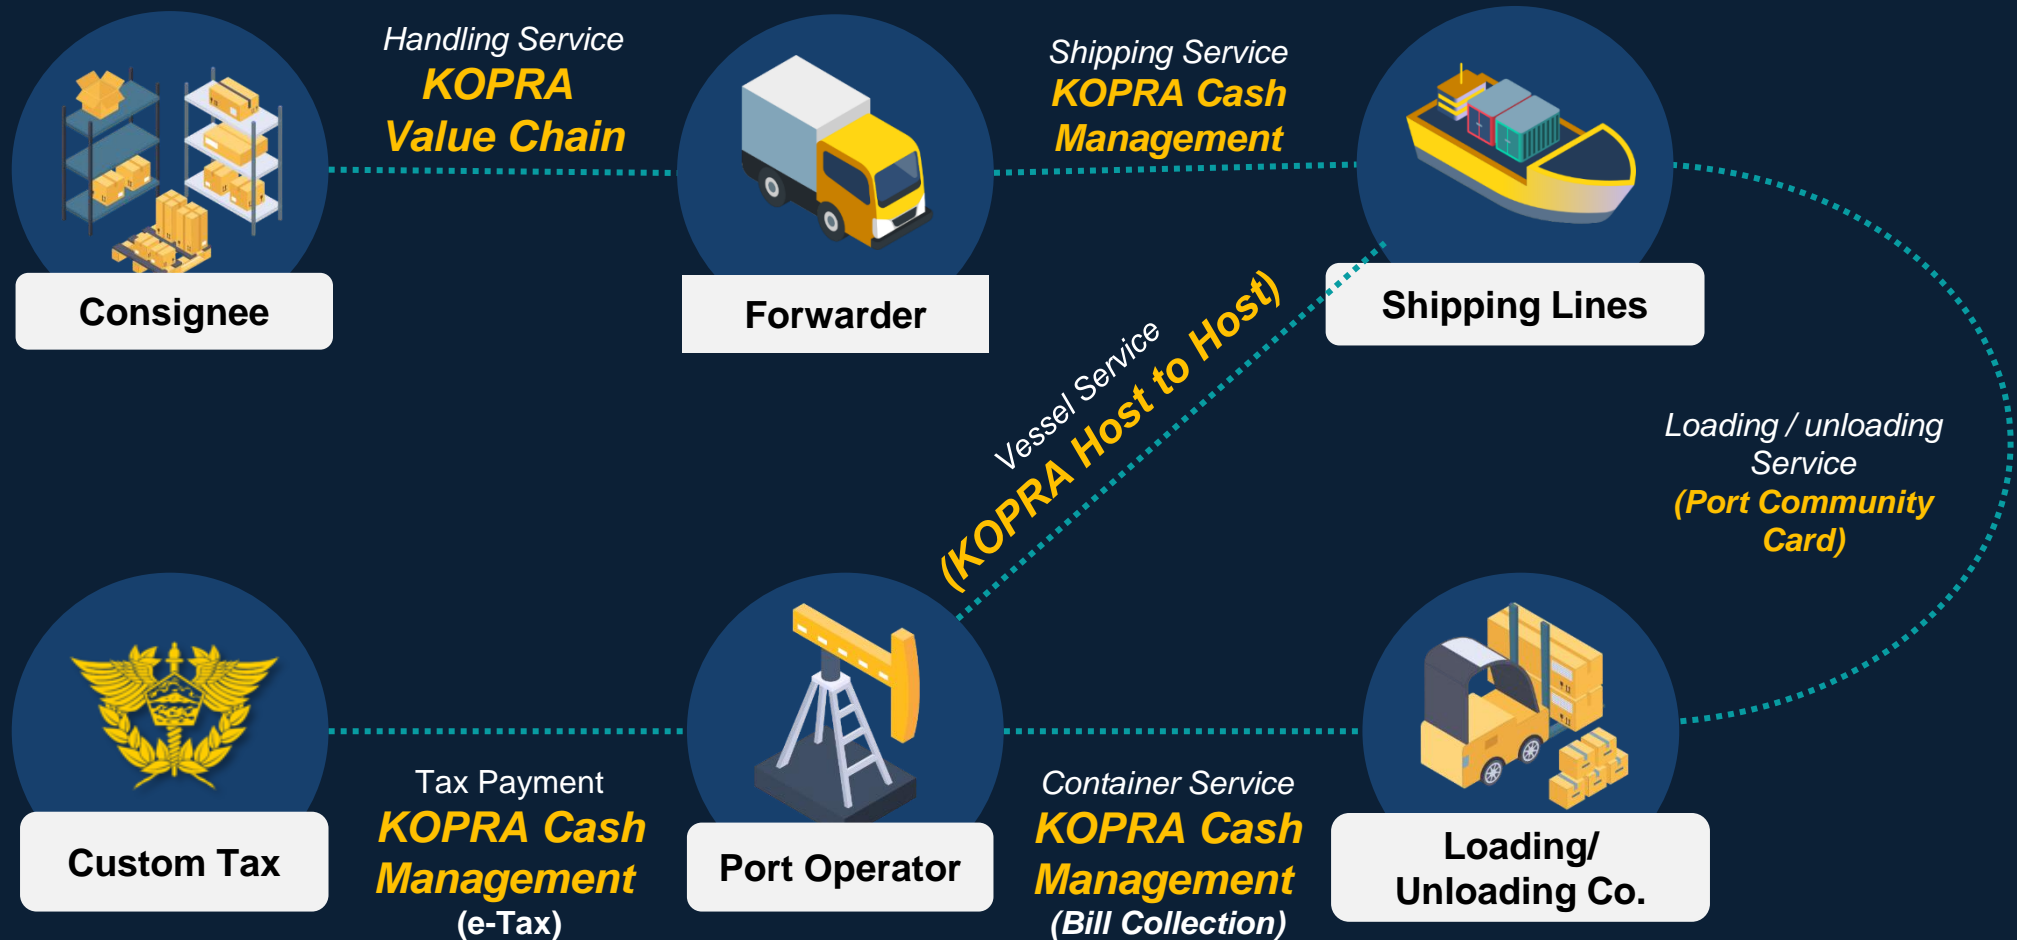 Handling Service
KOPRA
Value Chain
Shipping Service
KOPRA Cash
Management
Consignee
Forwarder
Shipping Lines
Vessel Service
(KOPRA Host to Host)
Loading / unloading
Service
(Port Community
Card)
Tax Payment
KOPRA Cash
Management
(e-Tax)
Container Service
KOPRA Cash
Management
(Bill Collection)
Custom Tax
Port Operator
Loading/
Unloading Co.